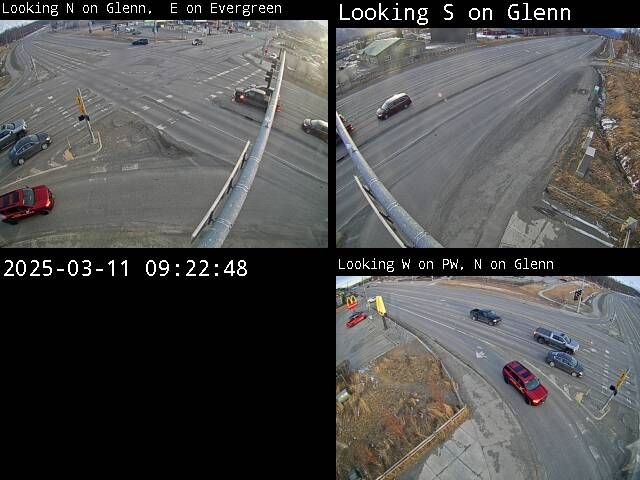 Looking N on Glenn,  E on Evergreen
Looking S on Glenn
2025-03-11 09:22:48
Looking W on PW, N on Glenn